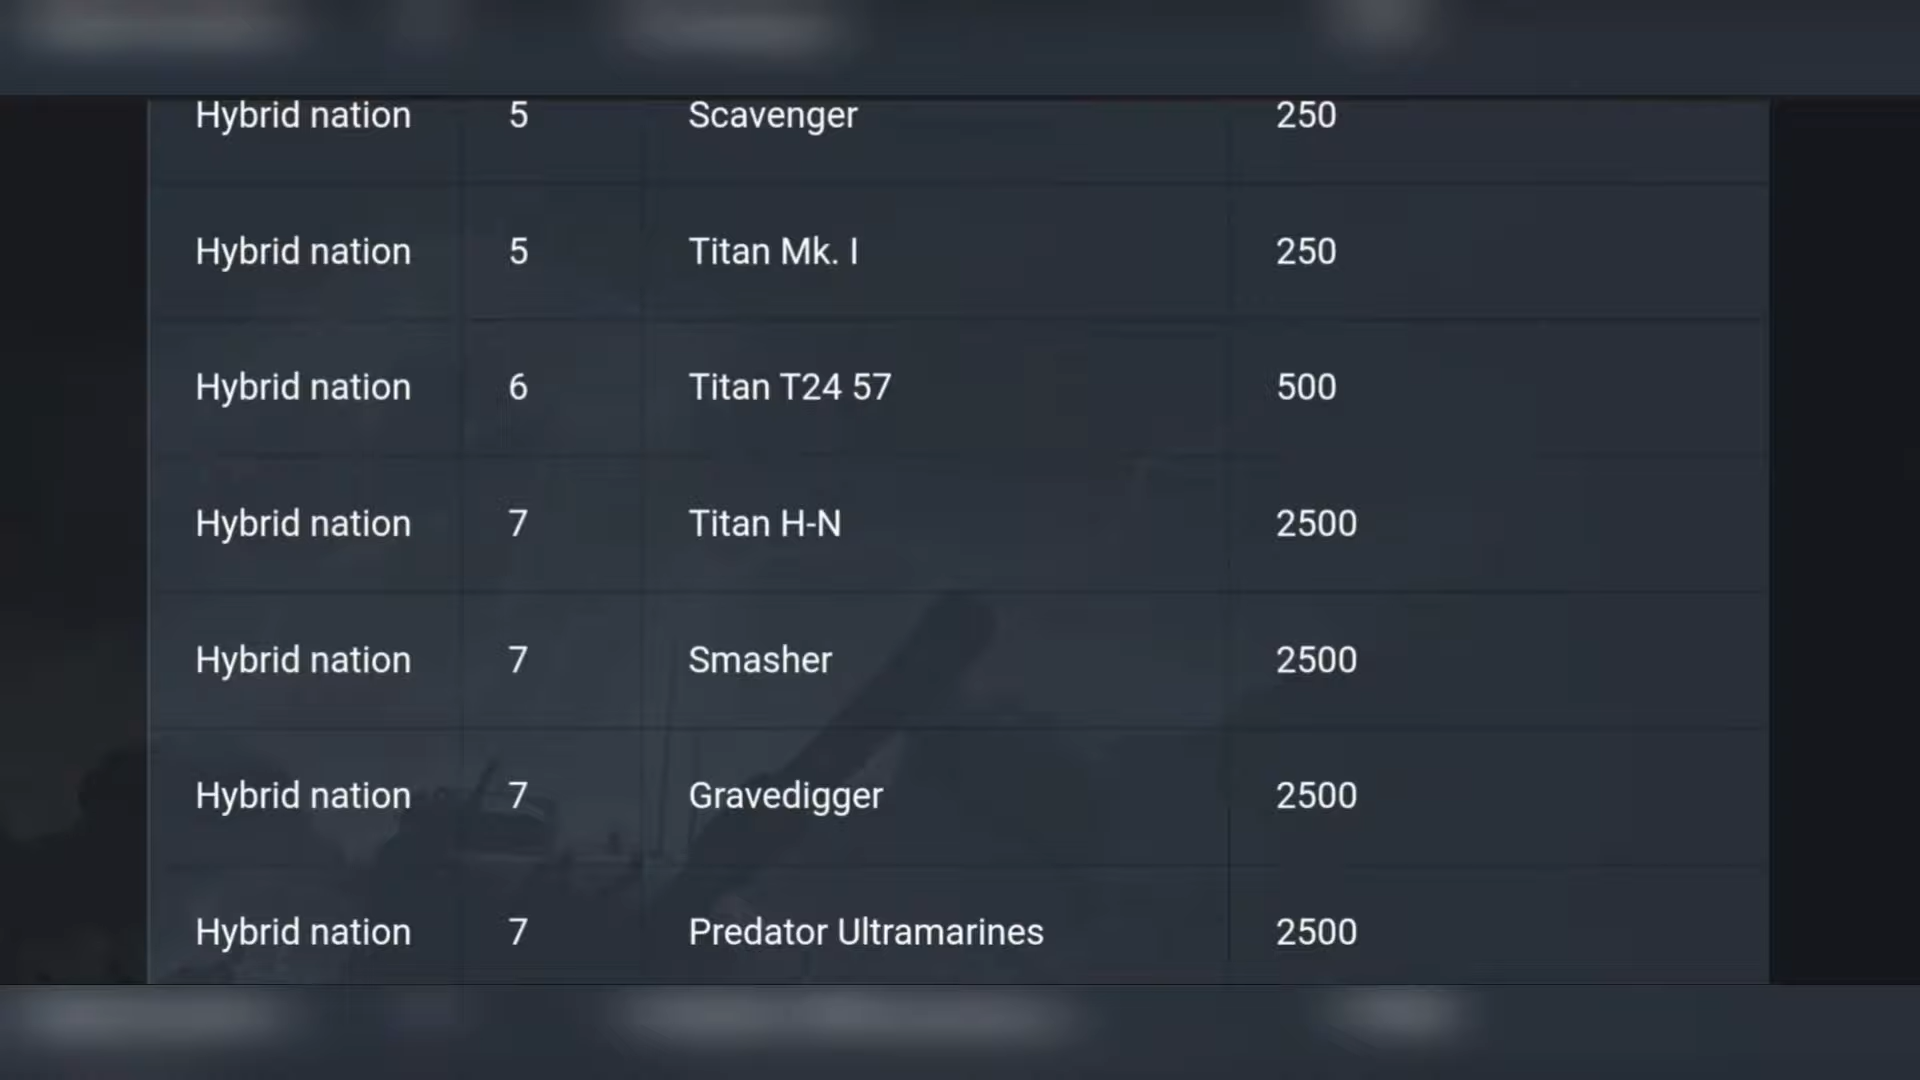 Hybrid nation 5 Scavenger 250
Hybrid nation 5 Titan Mk. I 250
Hybrid nation 6 Titan T24 57 500
Hybrid nation 7 Titan H-N 2500
Hybrid nation 7 Smasher 2500
Hybrid nation 7 Gravedigger 2500
Hybrid nation 7 Predator Ultramarines 2500